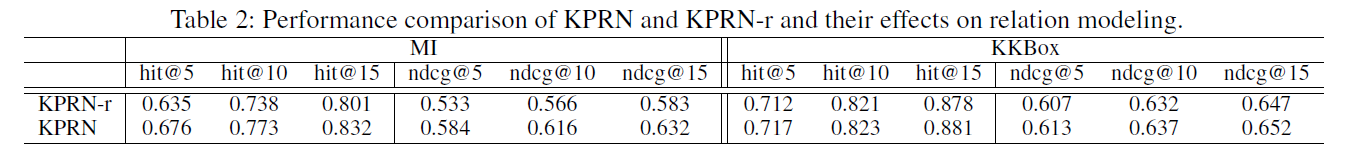 Table 2: Performance comparison of KPRN and KPRN-r and their effects on relation modeling.
MI KKBox
hit@5 hit@10 hit@15 ndcg@5 ndcg@10 ndcg@15 hit@5 hit@10 hit@15 ndcg@5 ndcg@10 ndcg@15
KPRN-r 0.635 0.738 0.801 0.533 0.566 0.583 0.712 0.821 0.878 0.607 0.632 0.647
KPRN 0.676 0.773 0.832 0.584 0.616 0.632 0.717 0.823 0.881 0.613 0.637 0.652